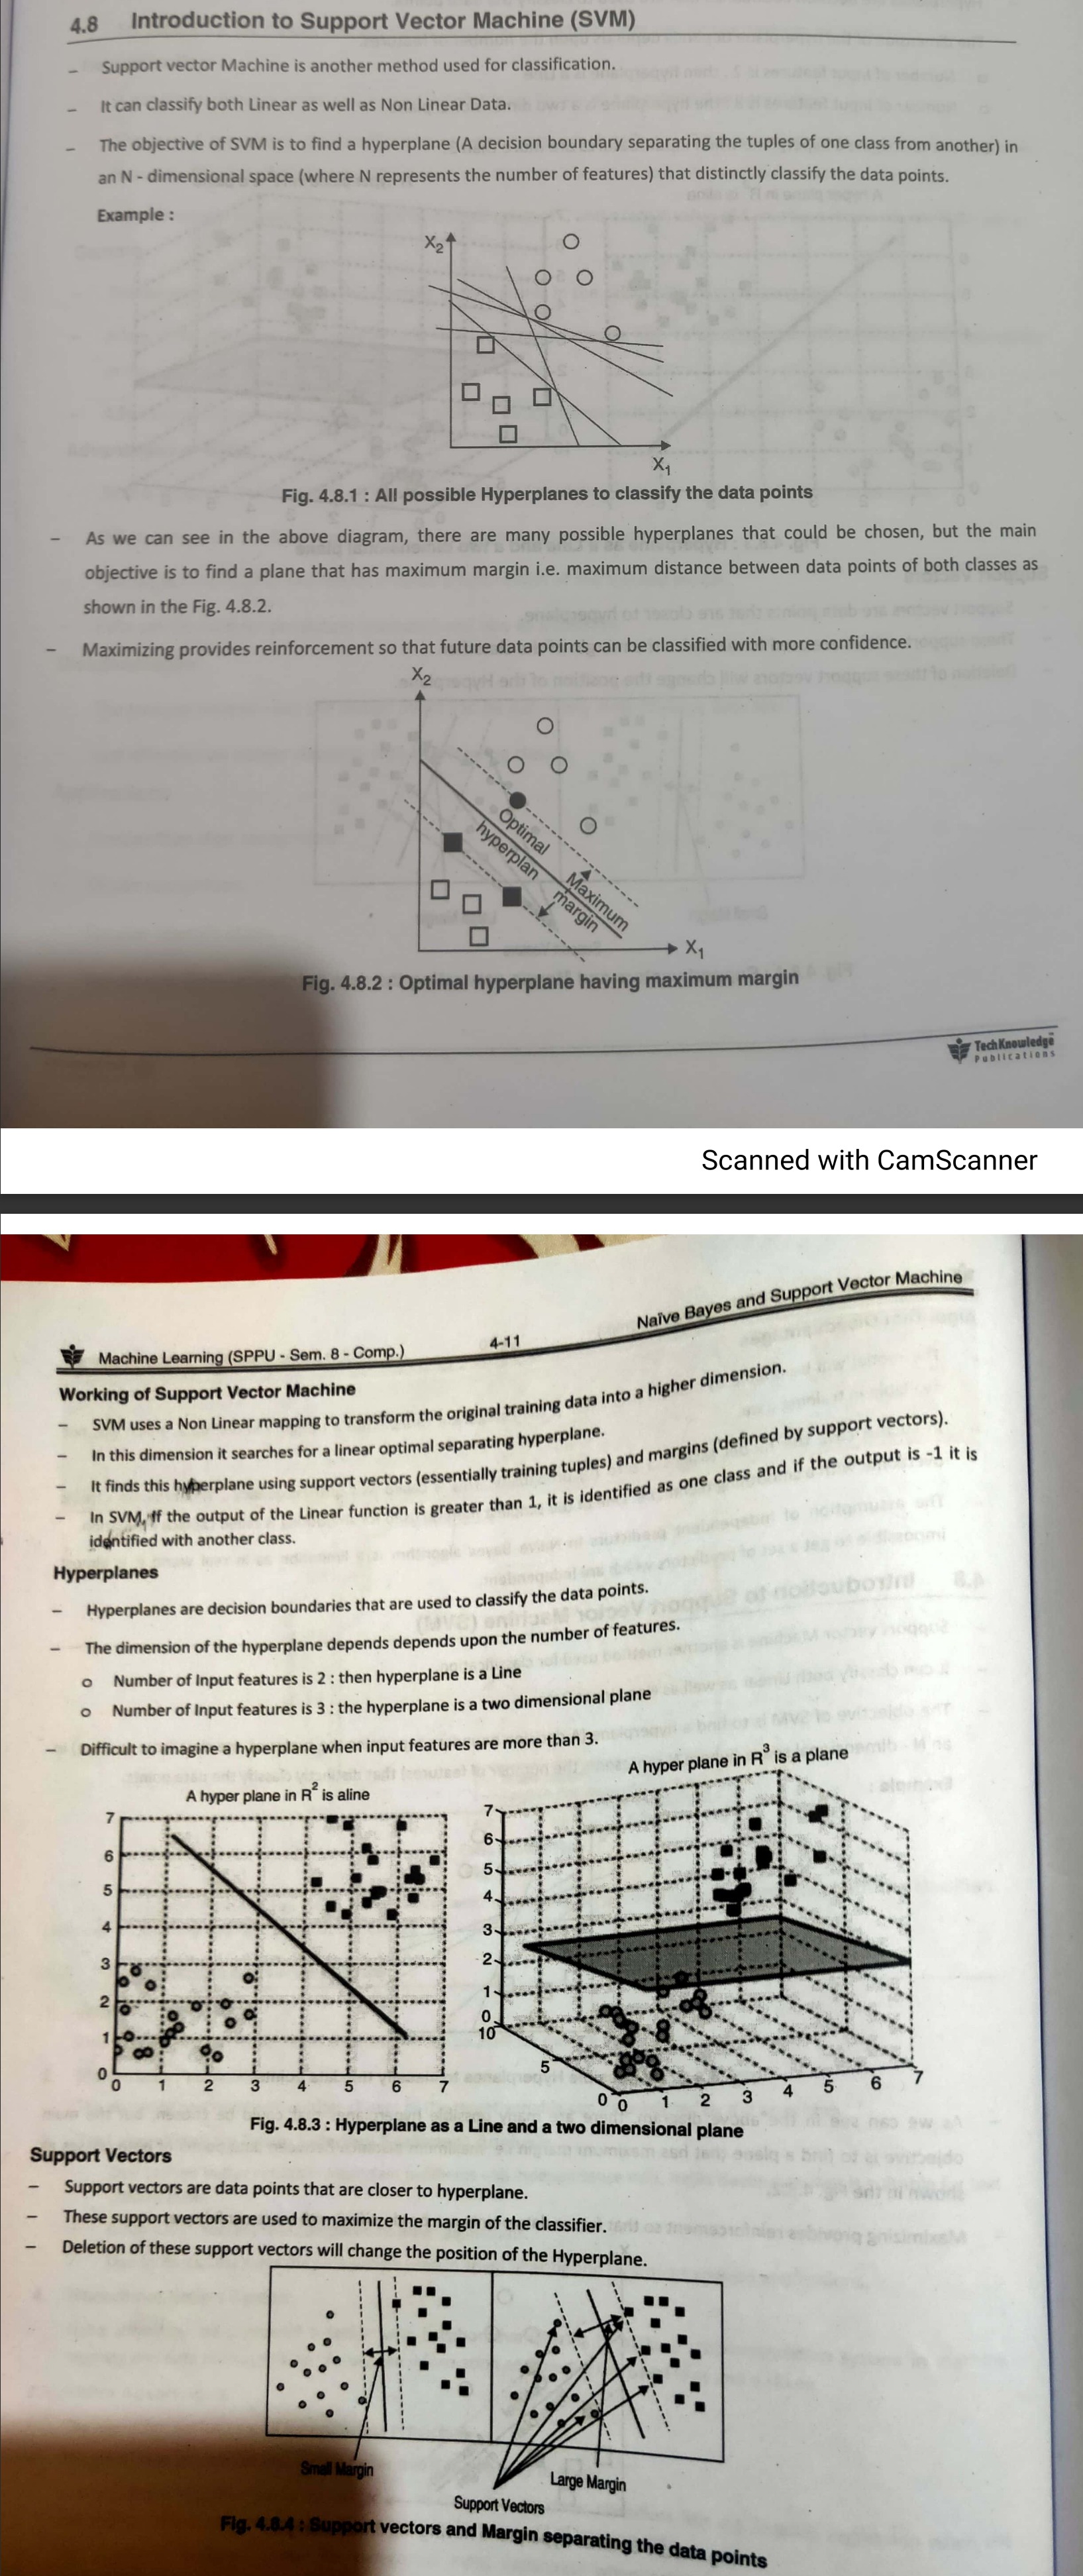 4.8 Introduction to Support Vector Machine (SVM)
– Support vector Machine is another method used for classification.
– It can classify both Linear as well as Non Linear Data.
– The objective of SVM is to find a hyperplane (A decision boundary separating the tuples of one class from another) in
an N - dimensional space (where N represents the number of features) that distinctly classify the data points.
Example :
X₂
X₁
Fig. 4.8.1 : All possible Hyperplanes to classify the data points
– As we can see in the above diagram, there are many possible hyperplanes that could be chosen, but the main
objective is to find a plane that has maximum margin i.e. maximum distance between data points of both classes as
shown in the Fig. 4.8.2.
– Maximizing provides reinforcement so that future data points can be classified with more confidence.
X₂
Optimal
hyperplan
Maximum
margin
X₁
Fig. 4.8.2 : Optimal hyperplane having maximum margin
TechKnowledge
Publications
Scanned with CamScanner
Machine Learning (SPPU - Sem. 8 - Comp.) 4-11 Naïve Bayes and Support Vector Machine
Working of Support Vector Machine
– SVM uses a Non Linear mapping to transform the original training data into a higher dimension.
– In this dimension it searches for a linear optimal separating hyperplane.
– It finds this hyperplane using support vectors (essentially training tuples) and margins (defined by support vectors).
– In SVM, If the output of the Linear function is greater than 1, it is identified as one class and if the output is -1 it is
identified with another class.
Hyperplanes
– Hyperplanes are decision boundaries that are used to classify the data points.
– The dimension of the hyperplane depends depends upon the number of features.
o Number of Input features is 2 : then hyperplane is a Line
o Number of Input features is 3 : the hyperplane is a two dimensional plane
– Difficult to imagine a hyperplane when input features are more than 3.
A hyper plane in R² is aline
7
6
5
4
3
2
1
0
0 1 2 3 4 5 6 7
A hyper plane in R³ is a plane
7
6
5
4
3
2
1
0
10
5
0
0 1 2 3 4 5 6 7
Fig. 4.8.3 : Hyperplane as a Line and a two dimensional plane
Support Vectors
– Support vectors are data points that are closer to hyperplane.
– These support vectors are used to maximize the margin of the classifier.
– Deletion of these support vectors will change the position of the Hyperplane.
Small Margin
Large Margin
Support Vectors
Fig. 4.8.4 : Support vectors and Margin separating the data points